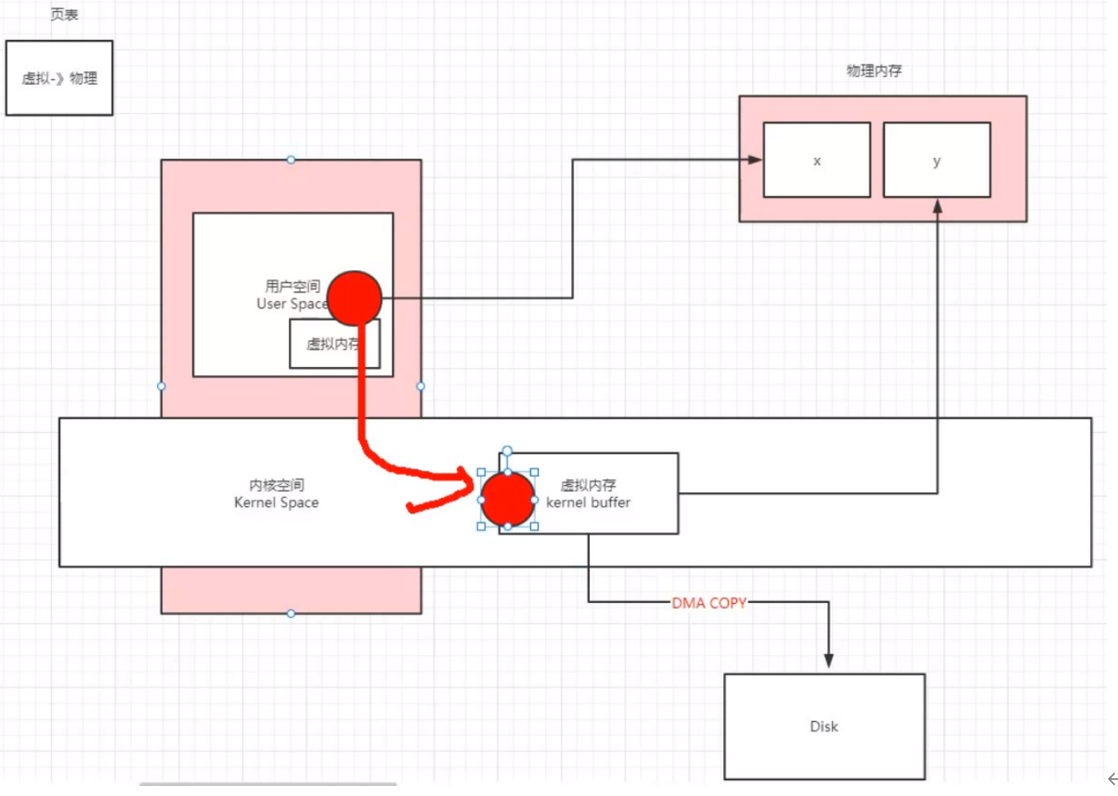 页表
虚拟-》物理
物理内存
x
y
用户空间
User Space
虚拟内存
内核空间
Kernel Space
虚拟内存
kernel buffer
DMA COPY
Disk